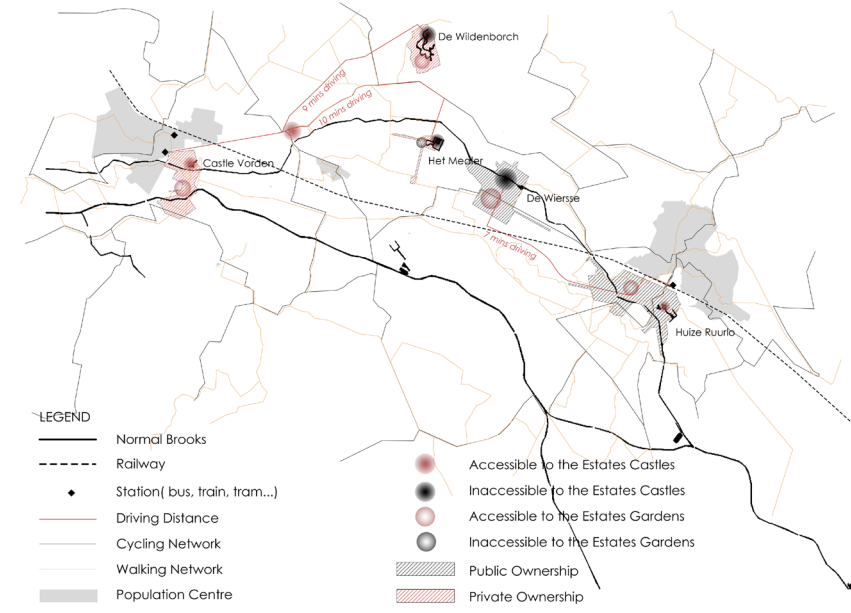 De Wildenborch
9 mins driving
10 mins driving
Castle Vorden
Het Medler
De Wiersse
7 mins driving
Huize Ruurlo
LEGEND
Normal Brooks
Railway
Station( bus, train, tram...)
Driving Distance
Cycling Network
Walking Network
Population Centre
Accessible to the Estates Castles
Inaccessible to the Estates Castles
Accessible to the Estates Gardens
Inaccessible to the Estates Gardens
Public Ownership
Private Ownership